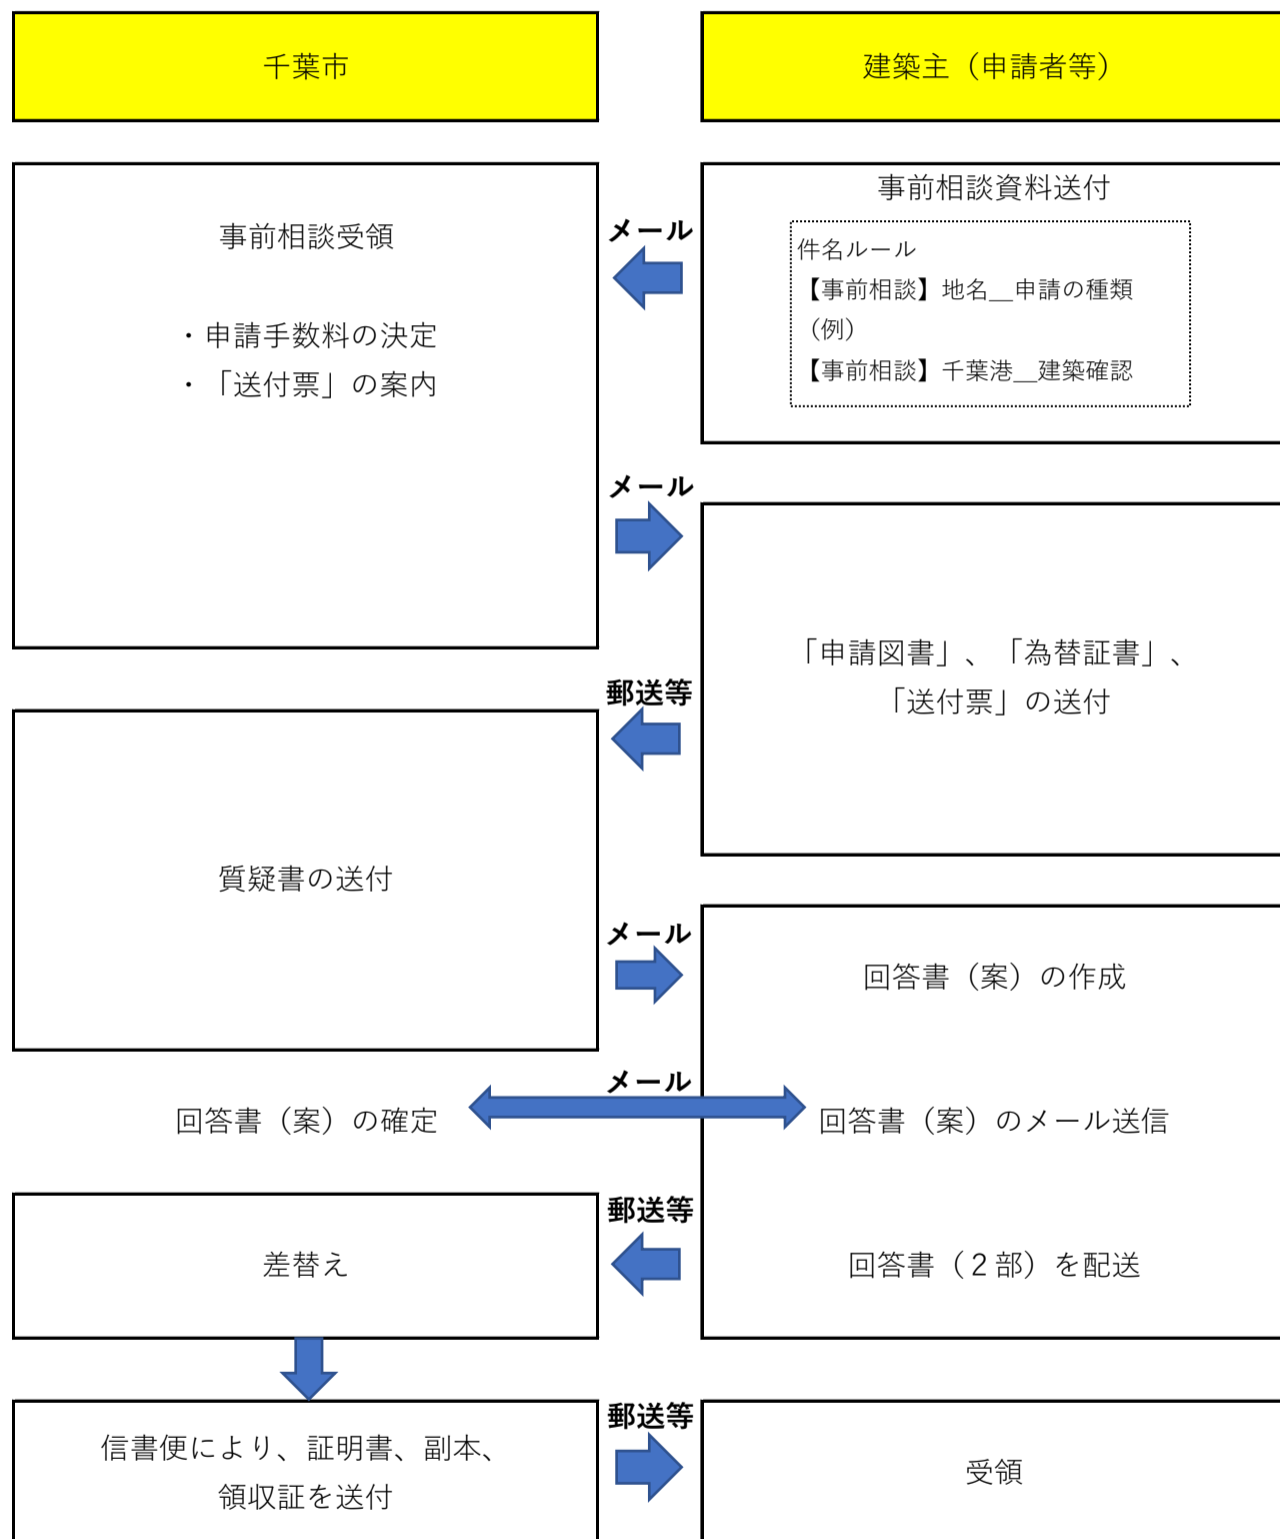 千葉市
建築主（申請者等）
事前相談資料送付
件名ルール
【事前相談】地名__申請の種類
（例）
【事前相談】千葉港__建築確認
メール
事前相談受領
・申請手数料の決定
・「送付票」の案内
メール
「申請図書」、「為替証書」、
「送付票」の送付
郵送等
質疑書の送付
メール
回答書（案）の作成
メール
回答書（案）の確定
回答書（案）のメール送信
郵送等
差替え
回答書（２部）を配送
信書便により、証明書、副本、
領収証を送付
郵送等
受領